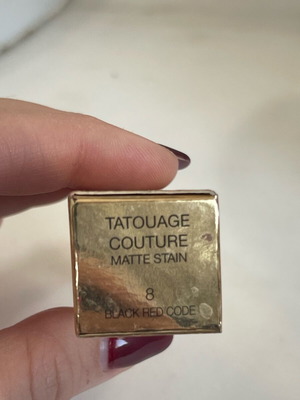 TATOUAGE
COUTURE
MATTE STAIN
8
BLACK RED CODE